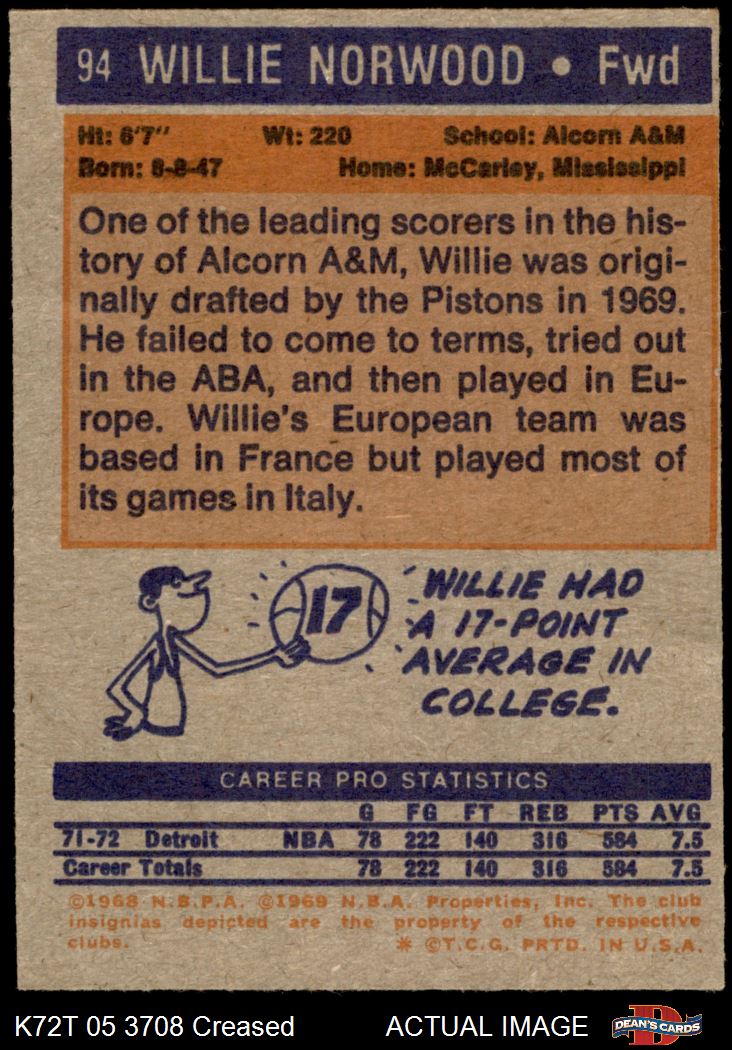 94 WILLIE NORWOOD • Fwd
Ht: 6'7" Wt: 220 School: Alcorn A&M
Born: 8-8-47 Home: McCarley, Mississippi
One of the leading scorers in the his-
tory of Alcorn A&M, Willie was origi-
nally drafted by the Pistons in 1969.
He failed to come to terms, tried out
in the ABA, and then played in Eu-
rope. Willie's European team was
based in France but played most of
its games in Italy.
17
WILLIE HAD
A 17-POINT
AVERAGE IN
COLLEGE.
CAREER PRO STATISTICS
G FG FT REB PTS AVG
71-72 Detroit NBA 78 222 140 316 584 7.5
Career Totals 78 222 140 316 584 7.5
©1968 N.B.P.A. ©1969 N.B.A. Properties, Inc. The club
insignias depicted are the property of the respective
clubs. * ©T.C.G. PRTD. IN U.S.A.
K72T 05 3708 Creased ACTUAL IMAGE D DEAN'S CARDS